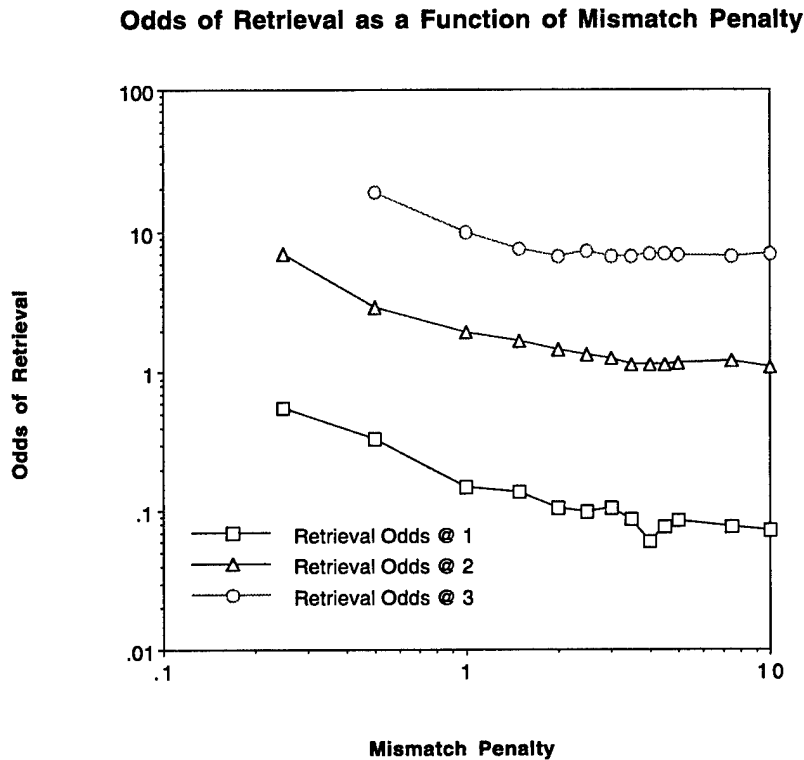 Odds of Retrieval as a Function of Mismatch Penalty
100
10
1
.1
.01
Odds of Retrieval
Retrieval Odds @ 1
Retrieval Odds @ 2
Retrieval Odds @ 3
.1
1
10
Mismatch Penalty